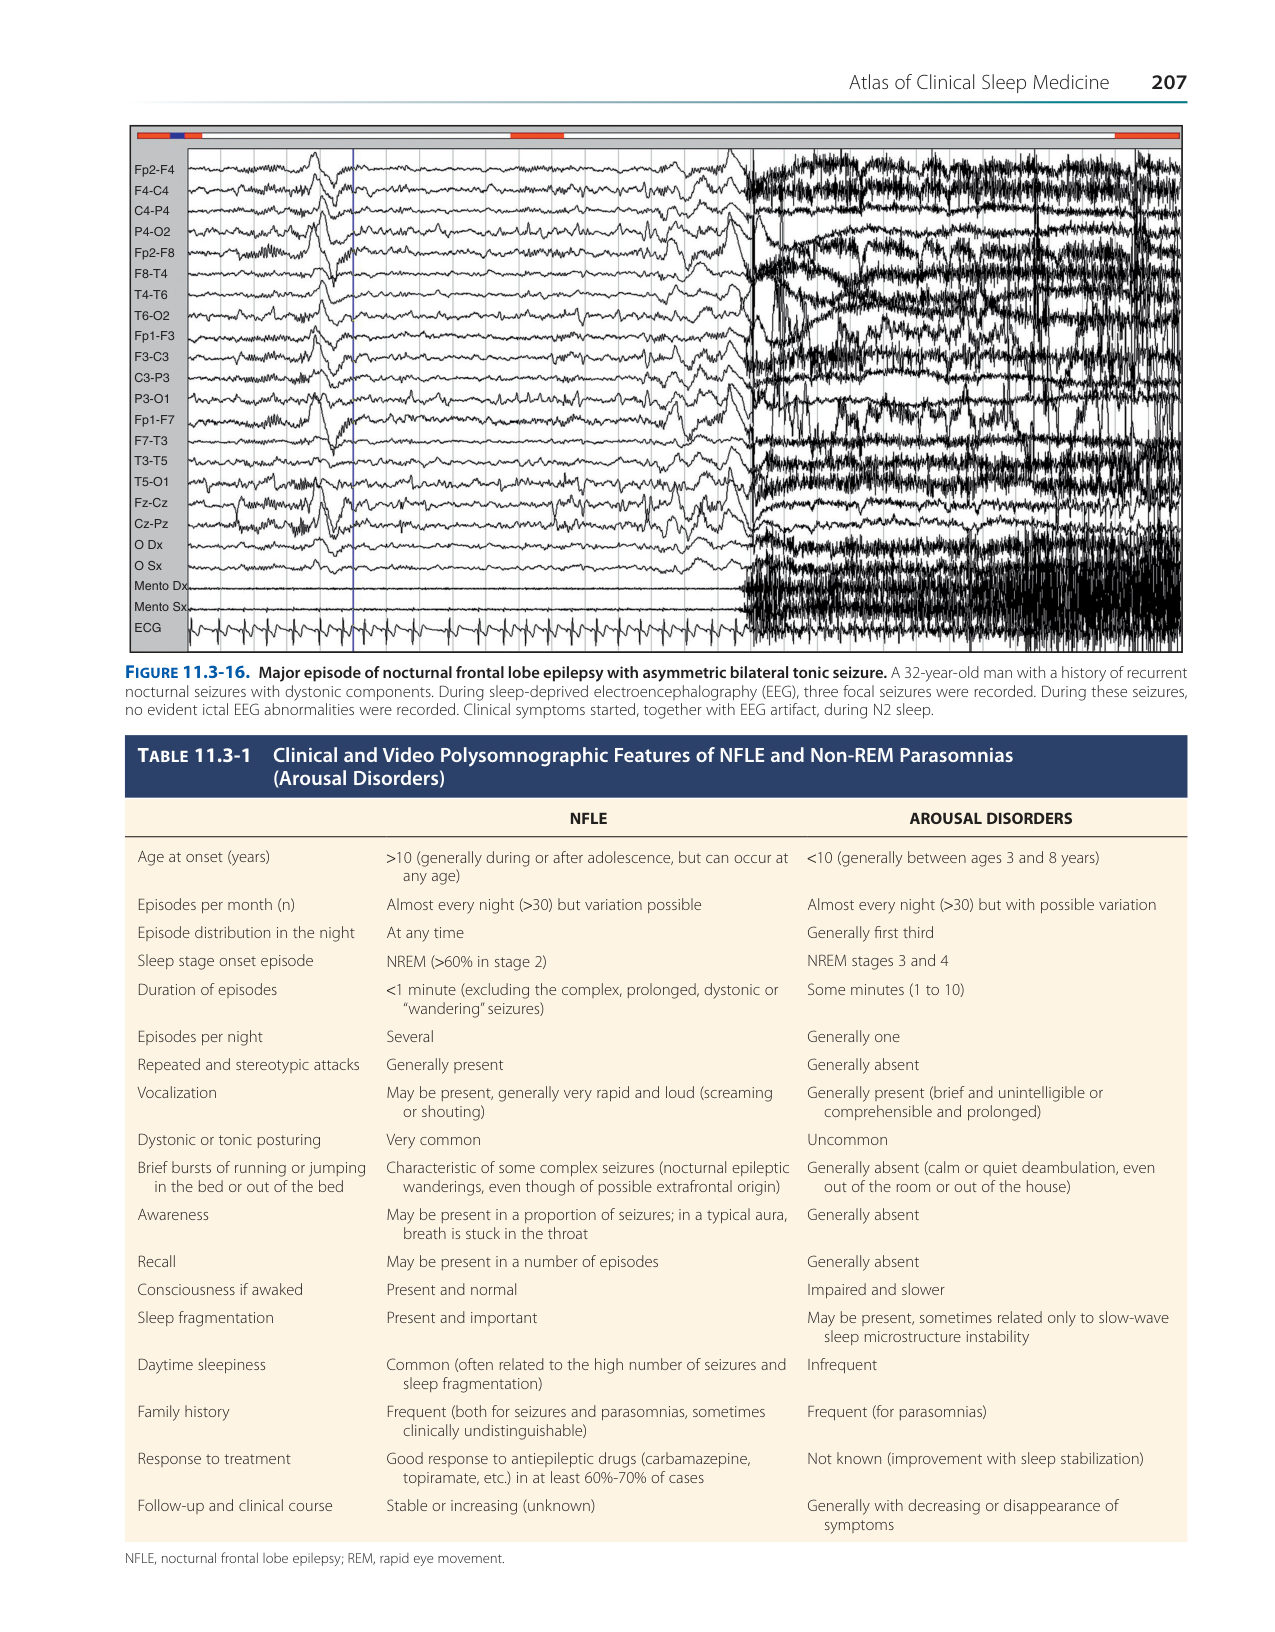 Atlas of Clinical Sleep Medicine 207
Fp2-F4
F4-C4
C4-P4
P4-O2
Fp2-F8
F8-T4
T4-T6
T6-O2
Fp1-F3
F3-C3
C3-P3
P3-O1
Fp1-F7
F7-T3
T3-T5
T5-O1
Fz-Cz
Cz-Pz
O Dx
O Sx
Mento Dx
Mento Sx
ECG
FIGURE 11.3-16. Major episode of nocturnal frontal lobe epilepsy with asymmetric bilateral tonic seizure. A 32-year-old man with a history of recurrent
nocturnal seizures with dystonic components. During sleep-deprived electroencephalography (EEG), three focal seizures were recorded. During these seizures,
no evident ictal EEG abnormalities were recorded. Clinical symptoms started, together with EEG artifact, during N2 sleep.
TABLE 11.3-1 Clinical and Video Polysomnographic Features of NFLE and Non-REM Parasomnias
(Arousal Disorders)
NFLE AROUSAL DISORDERS
Age at onset (years) >10 (generally during or after adolescence, but can occur at <10 (generally between ages 3 and 8 years)
any age)
Episodes per month (n) Almost every night (>30) but variation possible Almost every night (>30) but with possible variation
Episode distribution in the night At any time Generally first third
Sleep stage onset episode NREM (>60% in stage 2) NREM stages 3 and 4
Duration of episodes <1 minute (excluding the complex, prolonged, dystonic or Some minutes (1 to 10)
“wandering” seizures)
Episodes per night Several Generally one
Repeated and stereotypic attacks Generally present Generally absent
Vocalization May be present, generally very rapid and loud (screaming Generally present (brief and unintelligible or
or shouting) comprehensible and prolonged)
Dystonic or tonic posturing Very common Uncommon
Brief bursts of running or jumping Characteristic of some complex seizures (nocturnal epileptic Generally absent (calm or quiet deambulation, even
in the bed or out of the bed wanderings, even though of possible extrafrontal origin) out of the room or out of the house)
Awareness May be present in a proportion of seizures; in a typical aura, Generally absent
breath is stuck in the throat
Recall May be present in a number of episodes Generally absent
Consciousness if awaked Present and normal Impaired and slower
Sleep fragmentation Present and important May be present, sometimes related only to slow-wave
sleep microstructure instability
Daytime sleepiness Common (often related to the high number of seizures and Infrequent
sleep fragmentation)
Family history Frequent (both for seizures and parasomnias, sometimes Frequent (for parasomnias)
clinically undistinguishable)
Response to treatment Good response to antiepileptic drugs (carbamazepine, Not known (improvement with sleep stabilization)
topiramate, etc.) in at least 60%-70% of cases
Follow-up and clinical course Stable or increasing (unknown) Generally with decreasing or disappearance of
symptoms
NFLE, nocturnal frontal lobe epilepsy; REM, rapid eye movement.